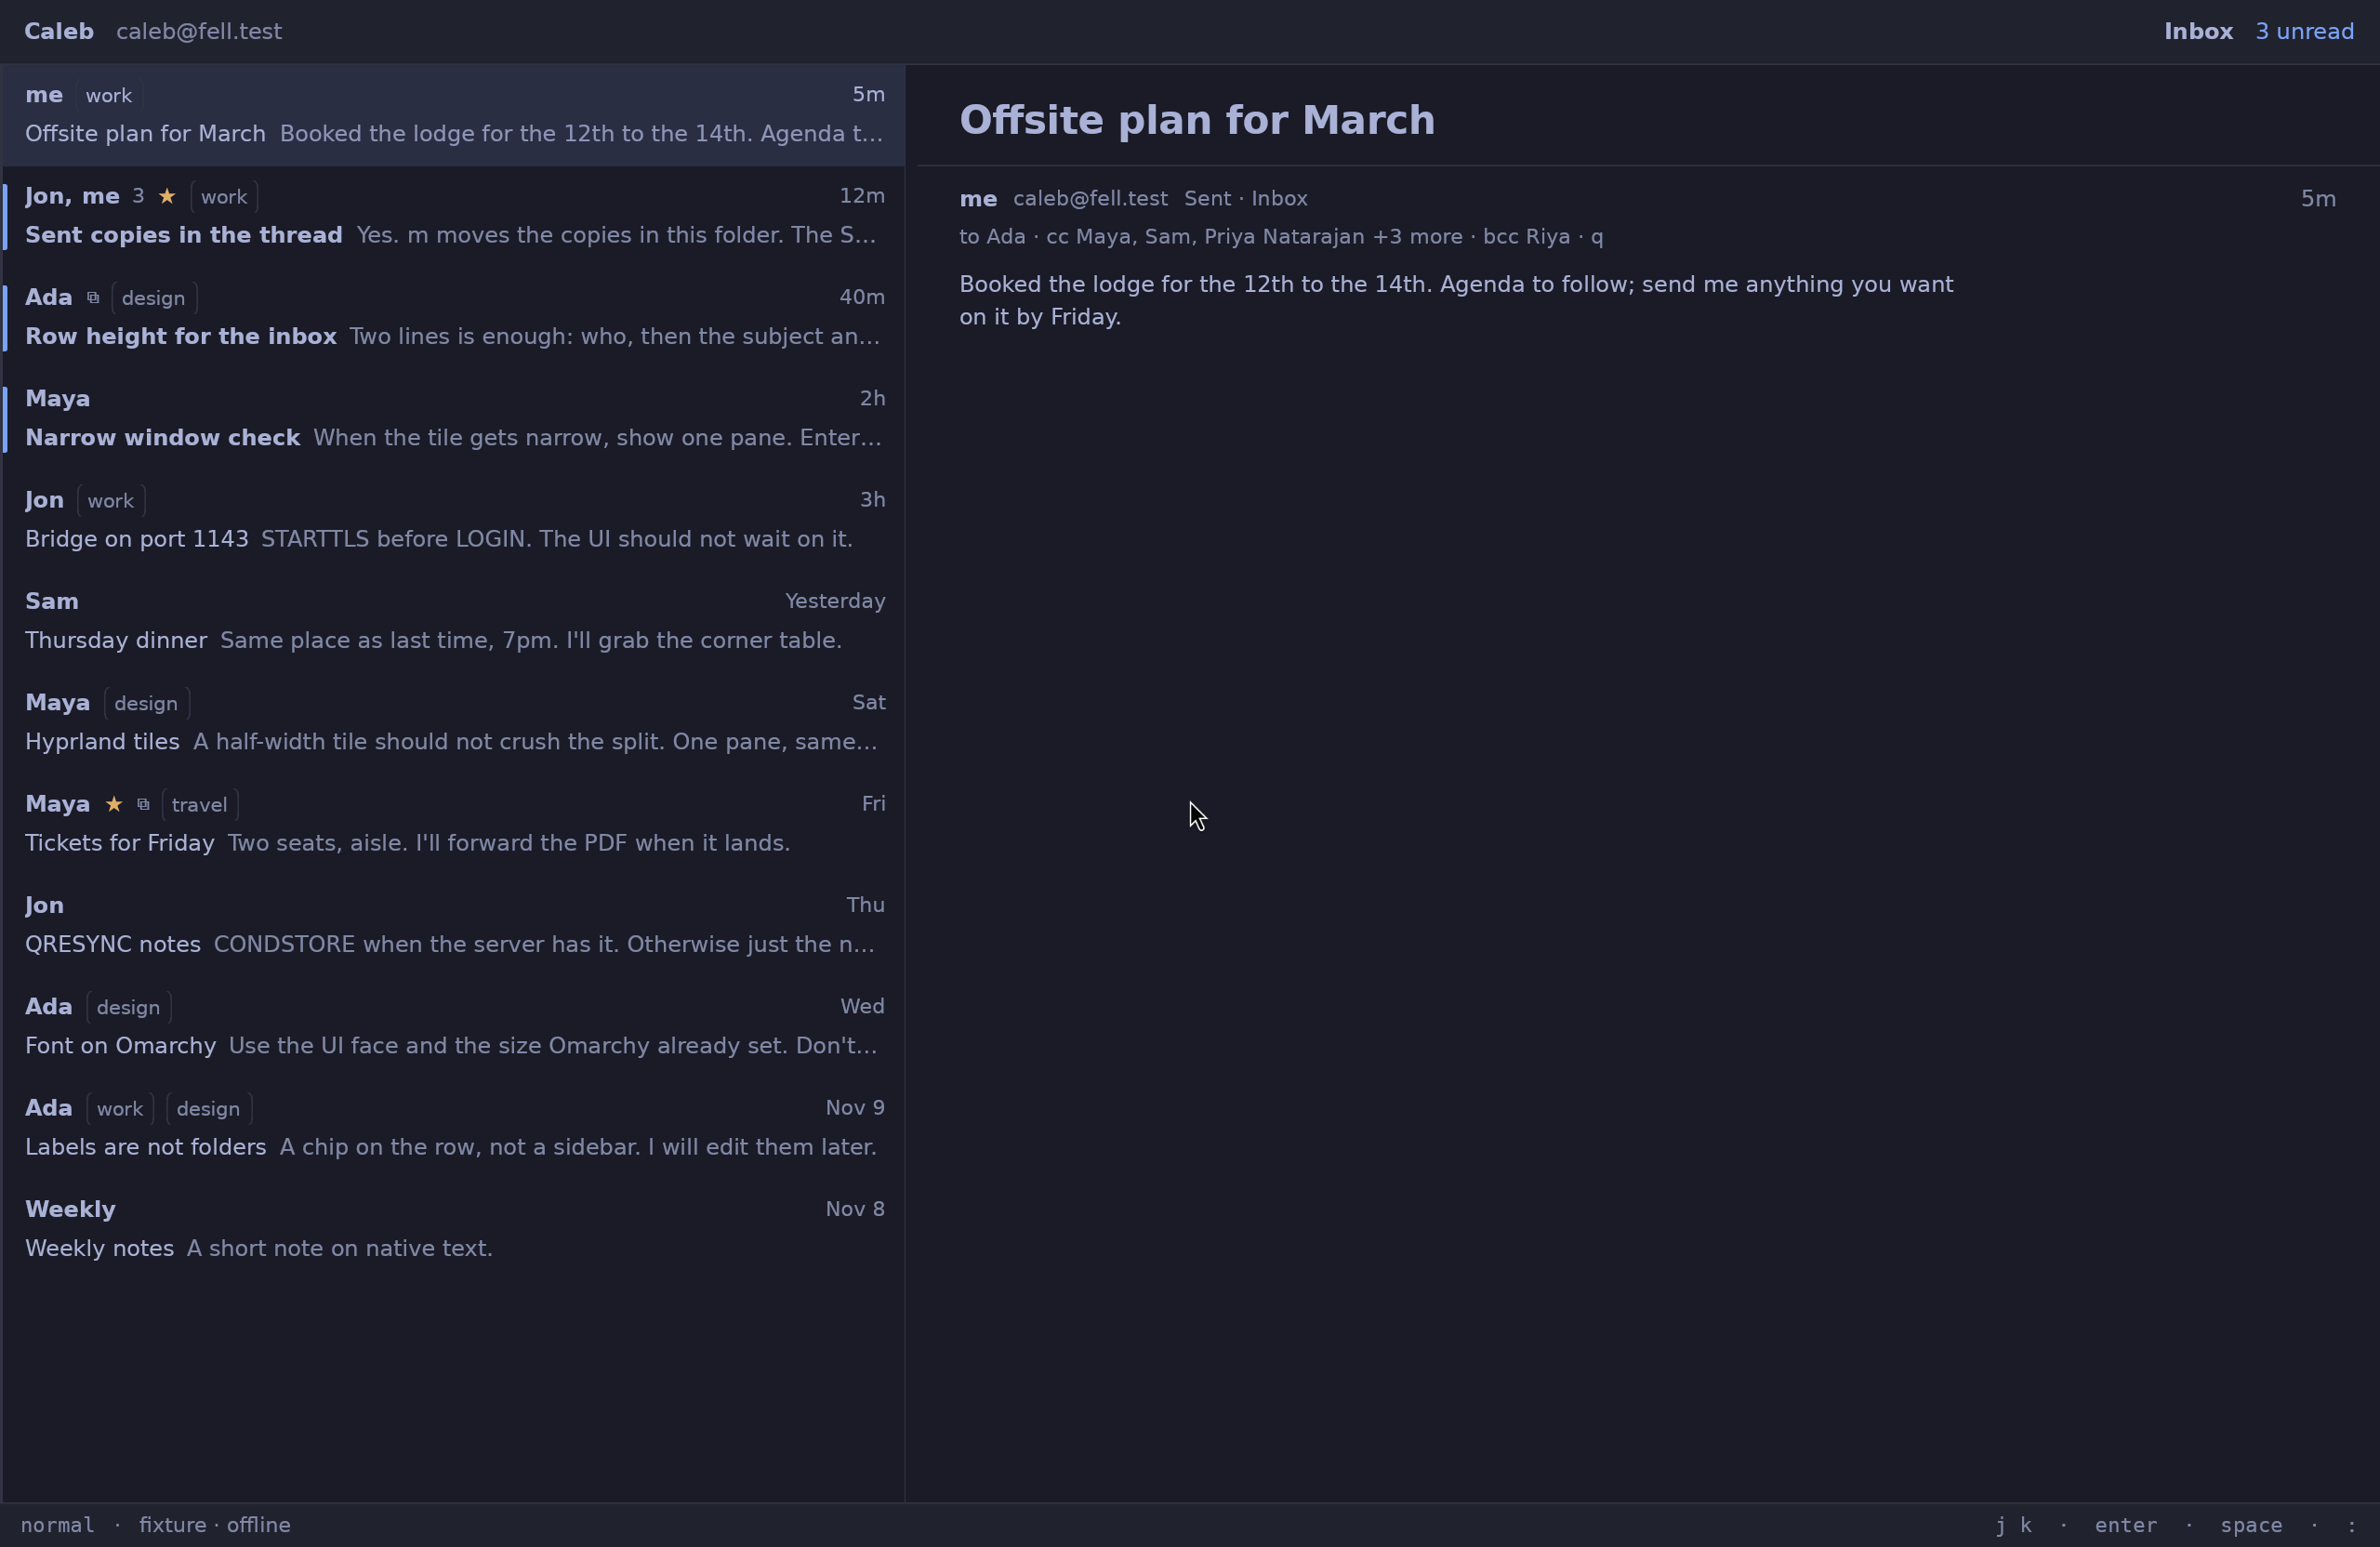 Caleb caleb@fell.test Inbox 3 unread
me work 5m
Offsite plan for March Booked the lodge for the 12th to the 14th. Agenda t…
Jon, me 3 ★ work 12m
Sent copies in the thread Yes. m moves the copies in this folder. The S…
Ada ⧉ design 40m
Row height for the inbox Two lines is enough: who, then the subject an…
Maya 2h
Narrow window check When the tile gets narrow, show one pane. Enter…
Jon work 3h
Bridge on port 1143 STARTTLS before LOGIN. The UI should not wait on it.
Sam Yesterday
Thursday dinner Same place as last time, 7pm. I'll grab the corner table.
Maya design Sat
Hyprland tiles A half-width tile should not crush the split. One pane, same…
Maya ★ ⧉ travel Fri
Tickets for Friday Two seats, aisle. I'll forward the PDF when it lands.
Jon Thu
QRESYNC notes CONDSTORE when the server has it. Otherwise just the n…
Ada design Wed
Font on Omarchy Use the UI face and the size Omarchy already set. Don't…
Ada work design Nov 9
Labels are not folders A chip on the row, not a sidebar. I will edit them later.
Weekly Nov 8
Weekly notes A short note on native text.
Offsite plan for March
me caleb@fell.test Sent · Inbox 5m
to Ada · cc Maya, Sam, Priya Natarajan +3 more · bcc Riya · q
Booked the lodge for the 12th to the 14th. Agenda to follow; send me anything you want
on it by Friday.
normal · fixture · offline j k · enter · space · :